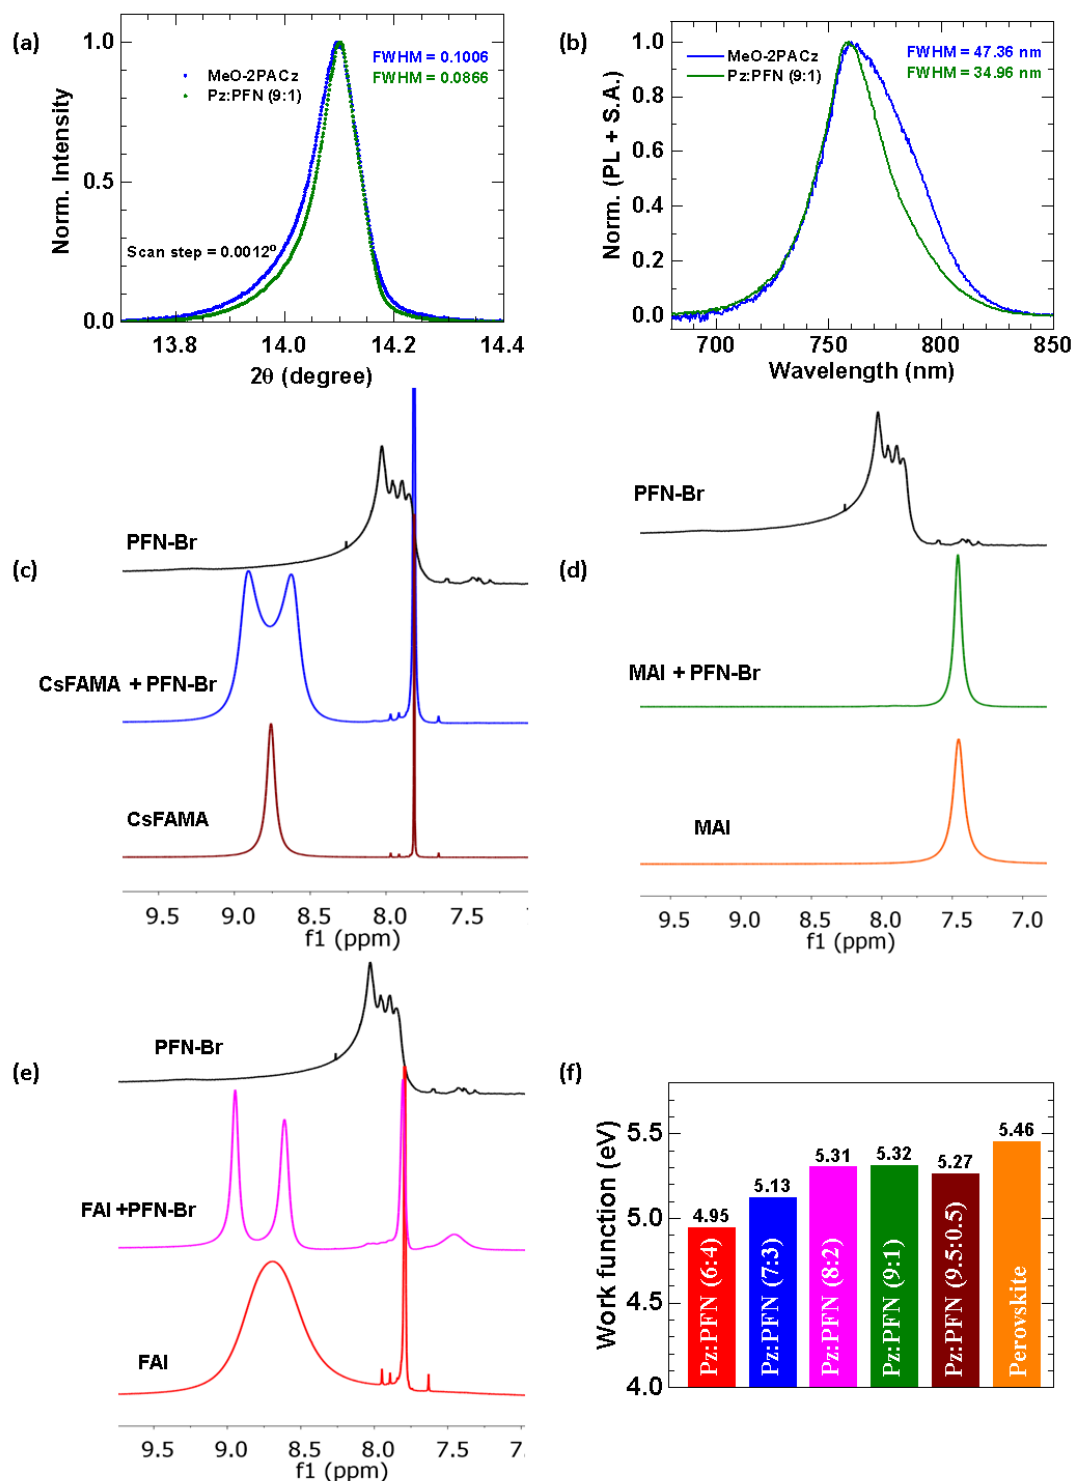 (a)
1.0
0.5
0.0
Norm. Intensity
MeO-2PACz
Pz:PFN (9:1)
FWHM = 0.1006
FWHM = 0.0866
Scan step = 0.0012°
13.8
14.0
14.2
14.4
2θ (degree)
(b)
1.0
0.8
0.6
0.4
0.2
0.0
Norm. (PL + S.A.)
MeO-2PACz
Pz:PFN (9:1)
FWHM = 47.36 nm
FWHM = 34.96 nm
700
750
800
850
Wavelength (nm)
(c)
PFN-Br
CsFAMA + PFN-Br
CsFAMA
9.5
9.0
8.5
8.0
7.5
f1 (ppm)
(d)
PFN-Br
MAI + PFN-Br
MAI
9.5
9.0
8.5
8.0
7.5
7.0
f1 (ppm)
(e)
PFN-Br
FAI +PFN-Br
FAI
9.5
9.0
8.5
8.0
7.5
f1 (ppm)
(f)
Work function (eV)
5.5
5.0
4.5
4.0
4.95
5.13
5.31
5.32
5.27
5.46
Pz:PFN (6:4)
Pz:PFN (7:3)
Pz:PFN (8:2)
Pz:PFN (9:1)
Pz:PFN (9.5:0.5)
Perovskite